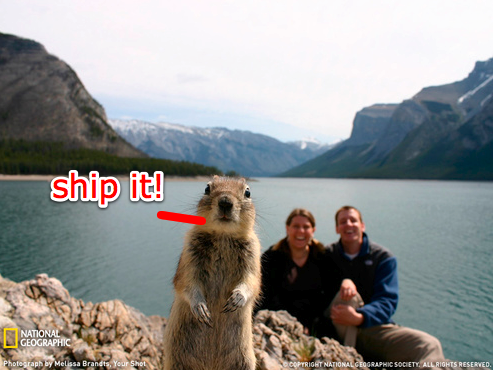 ship it!
NATIONAL
GEOGRAPHIC
Photograph by Melissa Brandts, Your Shot
© COPYRIGHT NATIONAL GEOGRAPHIC SOCIETY. ALL RIGHTS RESERVED.